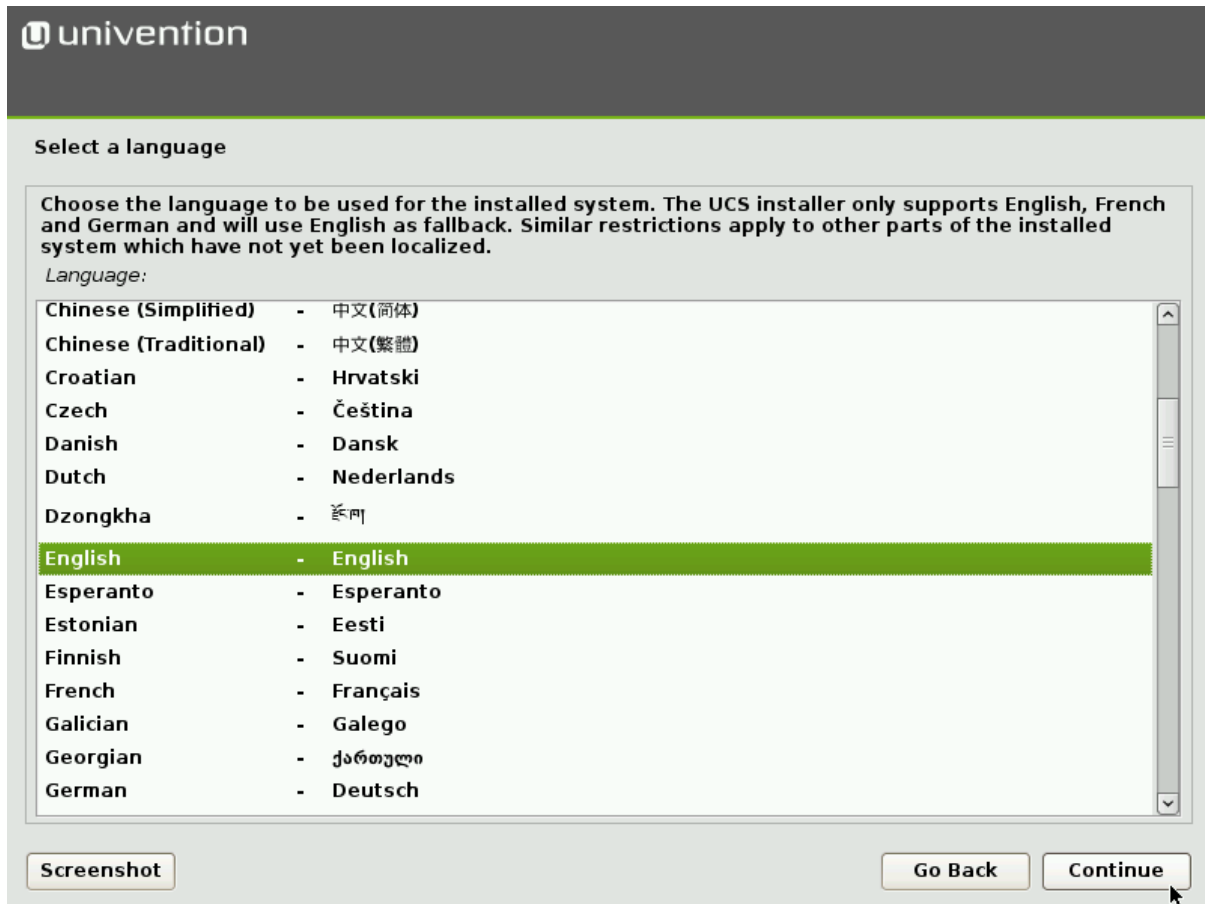 univention
Select a language
Choose the language to be used for the installed system. The UCS installer only supports English, French
and German and will use English as fallback. Similar restrictions apply to other parts of the installed
system which have not yet been localized.
Language:
Chinese (Simplified) - 中文(简体)
Chinese (Traditional) - 中文(繁體)
Croatian - Hrvatski
Czech - Čeština
Danish - Dansk
Dutch - Nederlands
Dzongkha - རྫོང་ཁ།
English - English
Esperanto - Esperanto
Estonian - Eesti
Finnish - Suomi
French - Français
Galician - Galego
Georgian - ქართული
German - Deutsch
Screenshot Go Back Continue